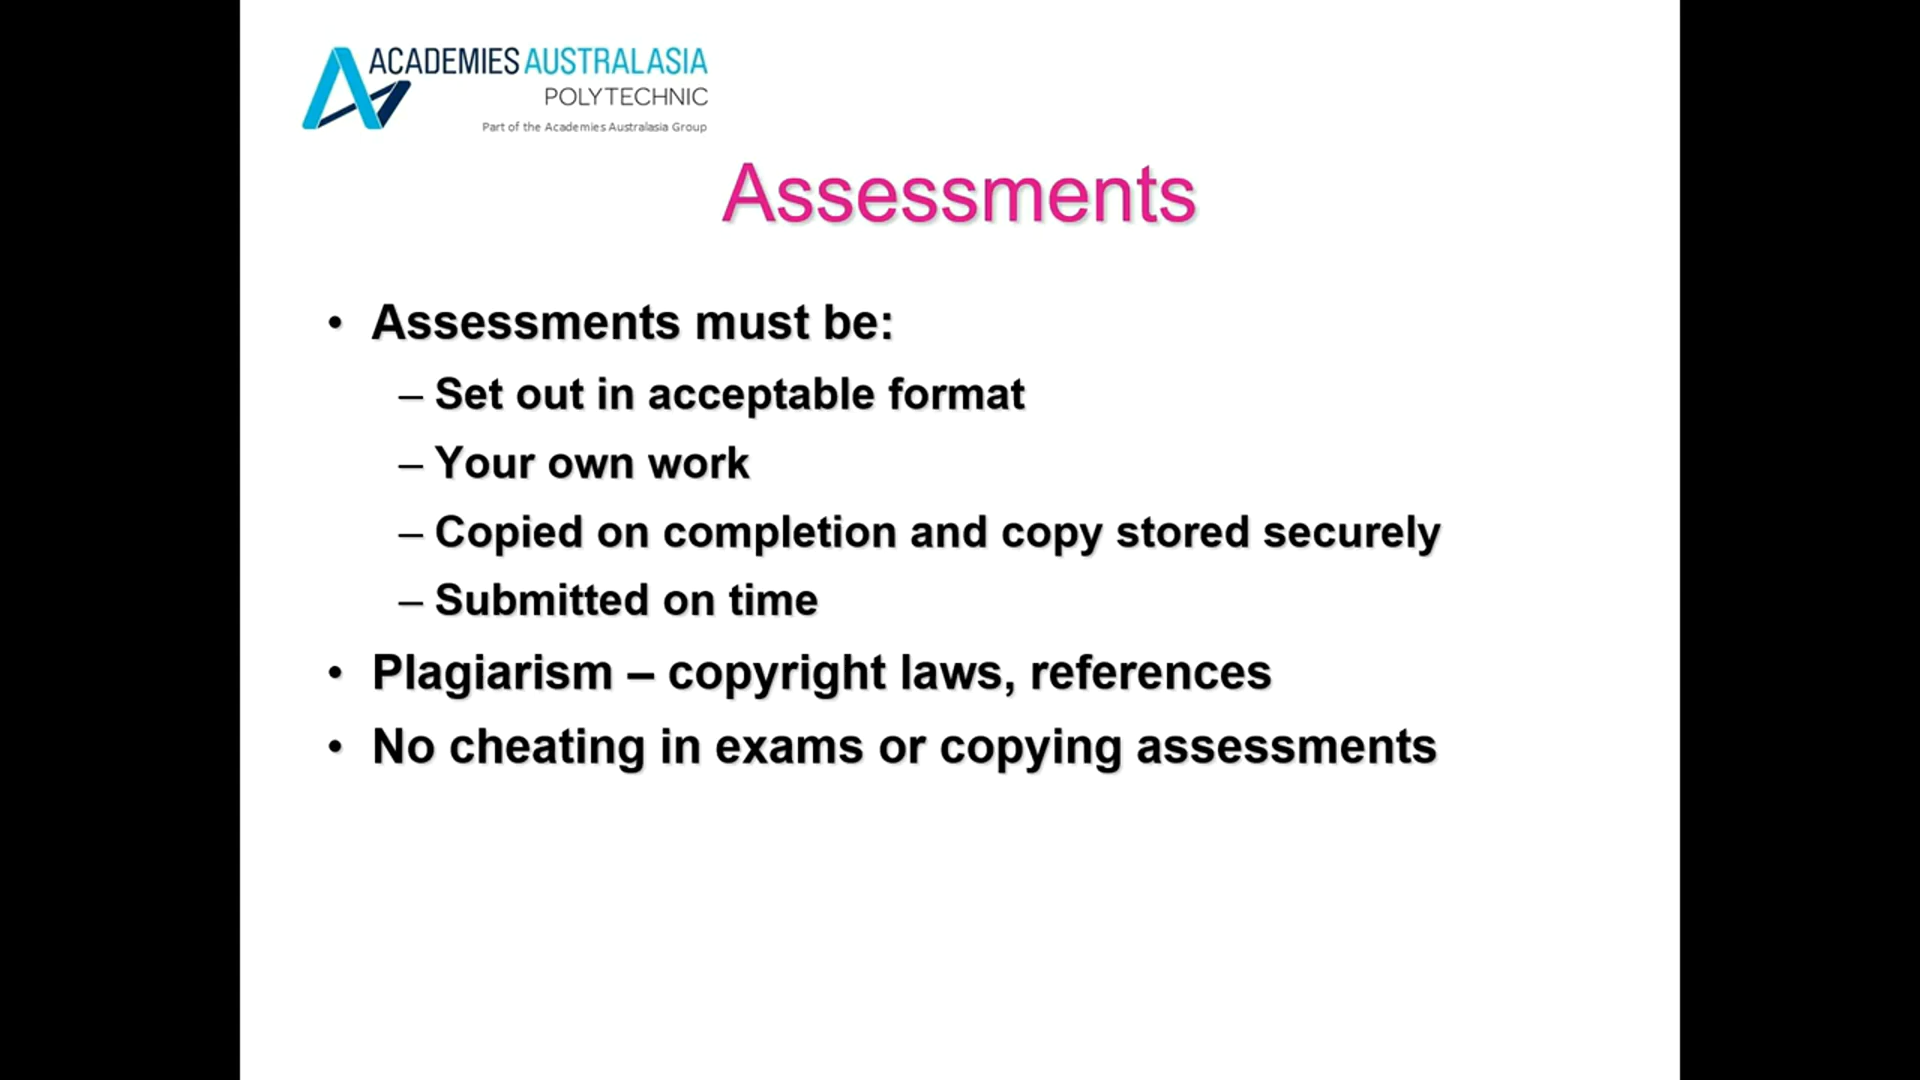 ACADEMIES AUSTRALASIA
POLYTECHNIC
Part of the Academies Australasia Group
Assessments
• Assessments must be:
– Set out in acceptable format
– Your own work
– Copied on completion and copy stored securely
– Submitted on time
• Plagiarism – copyright laws, references
• No cheating in exams or copying assessments